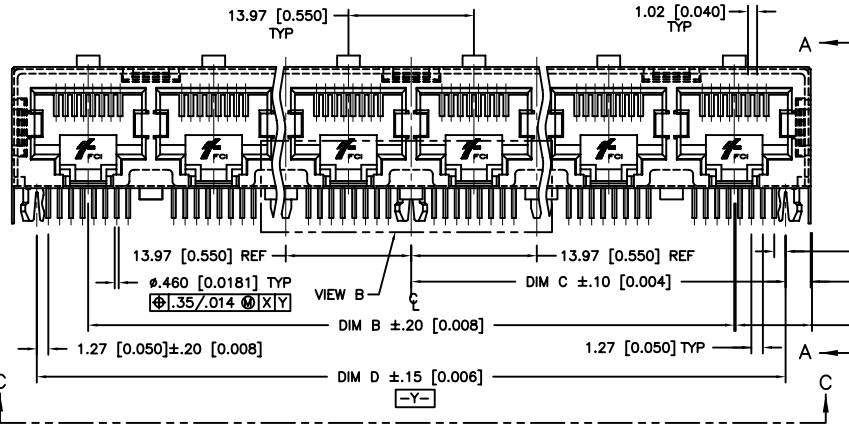 13.97 [0.550]
TYP
1.02 [0.040]
TYP
A
FCI
FCI
FCI
FCI
FCI
FCI
13.97 [0.550] REF
13.97 [0.550] REF
ø.460 [0.0181] TYP
VIEW B
DIM C ±.10 [0.004]
⌖ .35/.014 Ⓜ X Y
℄
DIM B ±.20 [0.008]
1.27 [0.050]±.20 [0.008]
1.27 [0.050] TYP
A
DIM D ±.15 [0.006]
C
C
-Y-